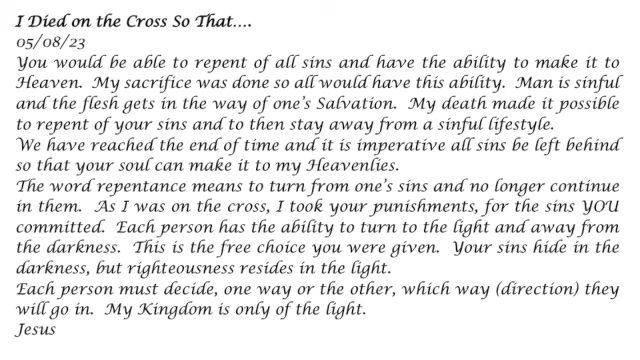 I Died on the Cross So That….
05/08/23
You would be able to repent of all sins and have the ability to make it to
Heaven.  My sacrifice was done so all would have this ability.  Man is sinful
and the flesh gets in the way of one's Salvation.  My death made it possible
to repent of your sins and to then stay away from a sinful lifestyle.
We have reached the end of time and it is imperative all sins be left behind
so that your soul can make it to my Heavenlies.
The word repentance means to turn from one's sins and no longer continue
in them.  As I was on the cross, I took your punishments, for the sins YOU
committed.  Each person has the ability to turn to the light and away from
the darkness.  This is the free choice you were given.  Your sins hide in the
darkness, but righteousness resides in the light.
Each person must decide, one way or the other, which way (direction) they
will go in.  My Kingdom is only of the light.
Jesus